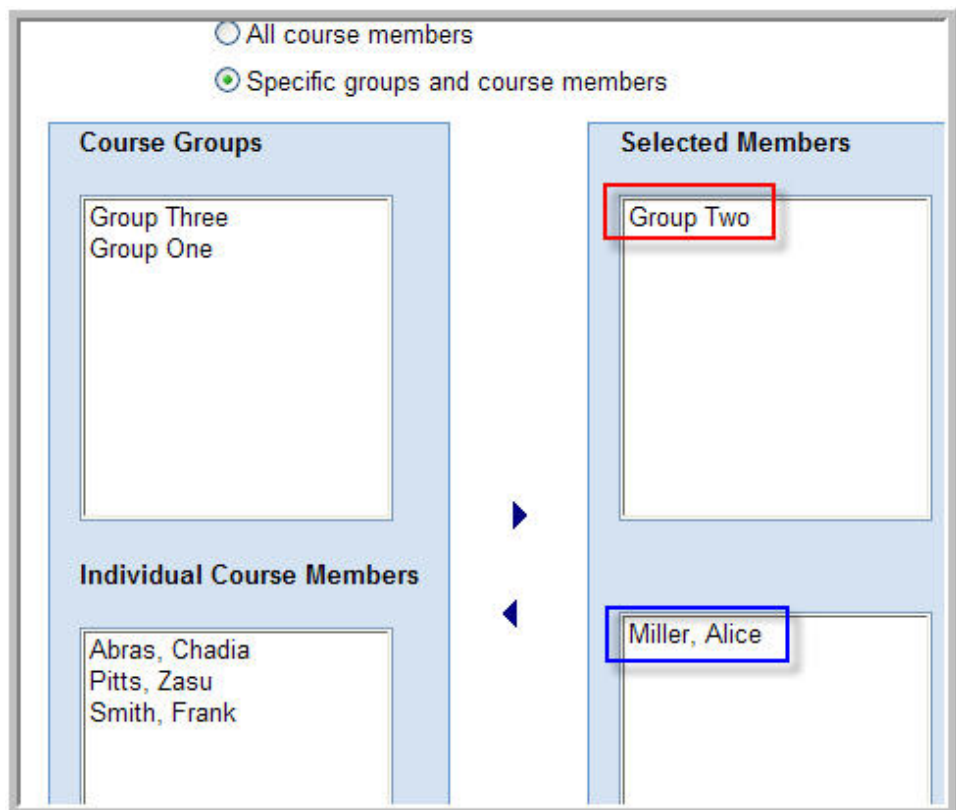 All course members
Specific groups and course members
Course Groups
Group Three
Group One
Individual Course Members
Abras, Chadia
Pitts, Zasu
Smith, Frank
Selected Members
Group Two
Miller, Alice